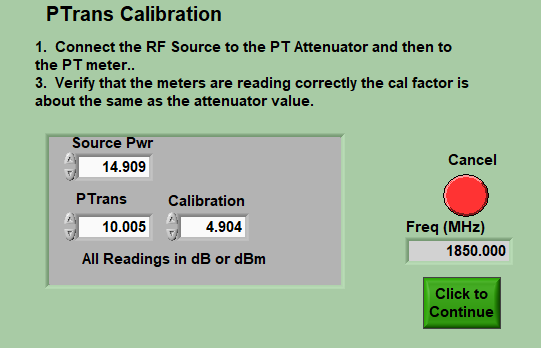 PTrans Calibration
1. Connect the RF Source to the PT Attenuator and then to
the PT meter..
3. Verify that the meters are reading correctly the cal factor is
about the same as the attenuator value.
Source Pwr
14.909
PTrans
Calibration
10.005
4.904
All Readings in dB or dBm
Cancel
Freq (MHz)
1850.000
Click to
Continue